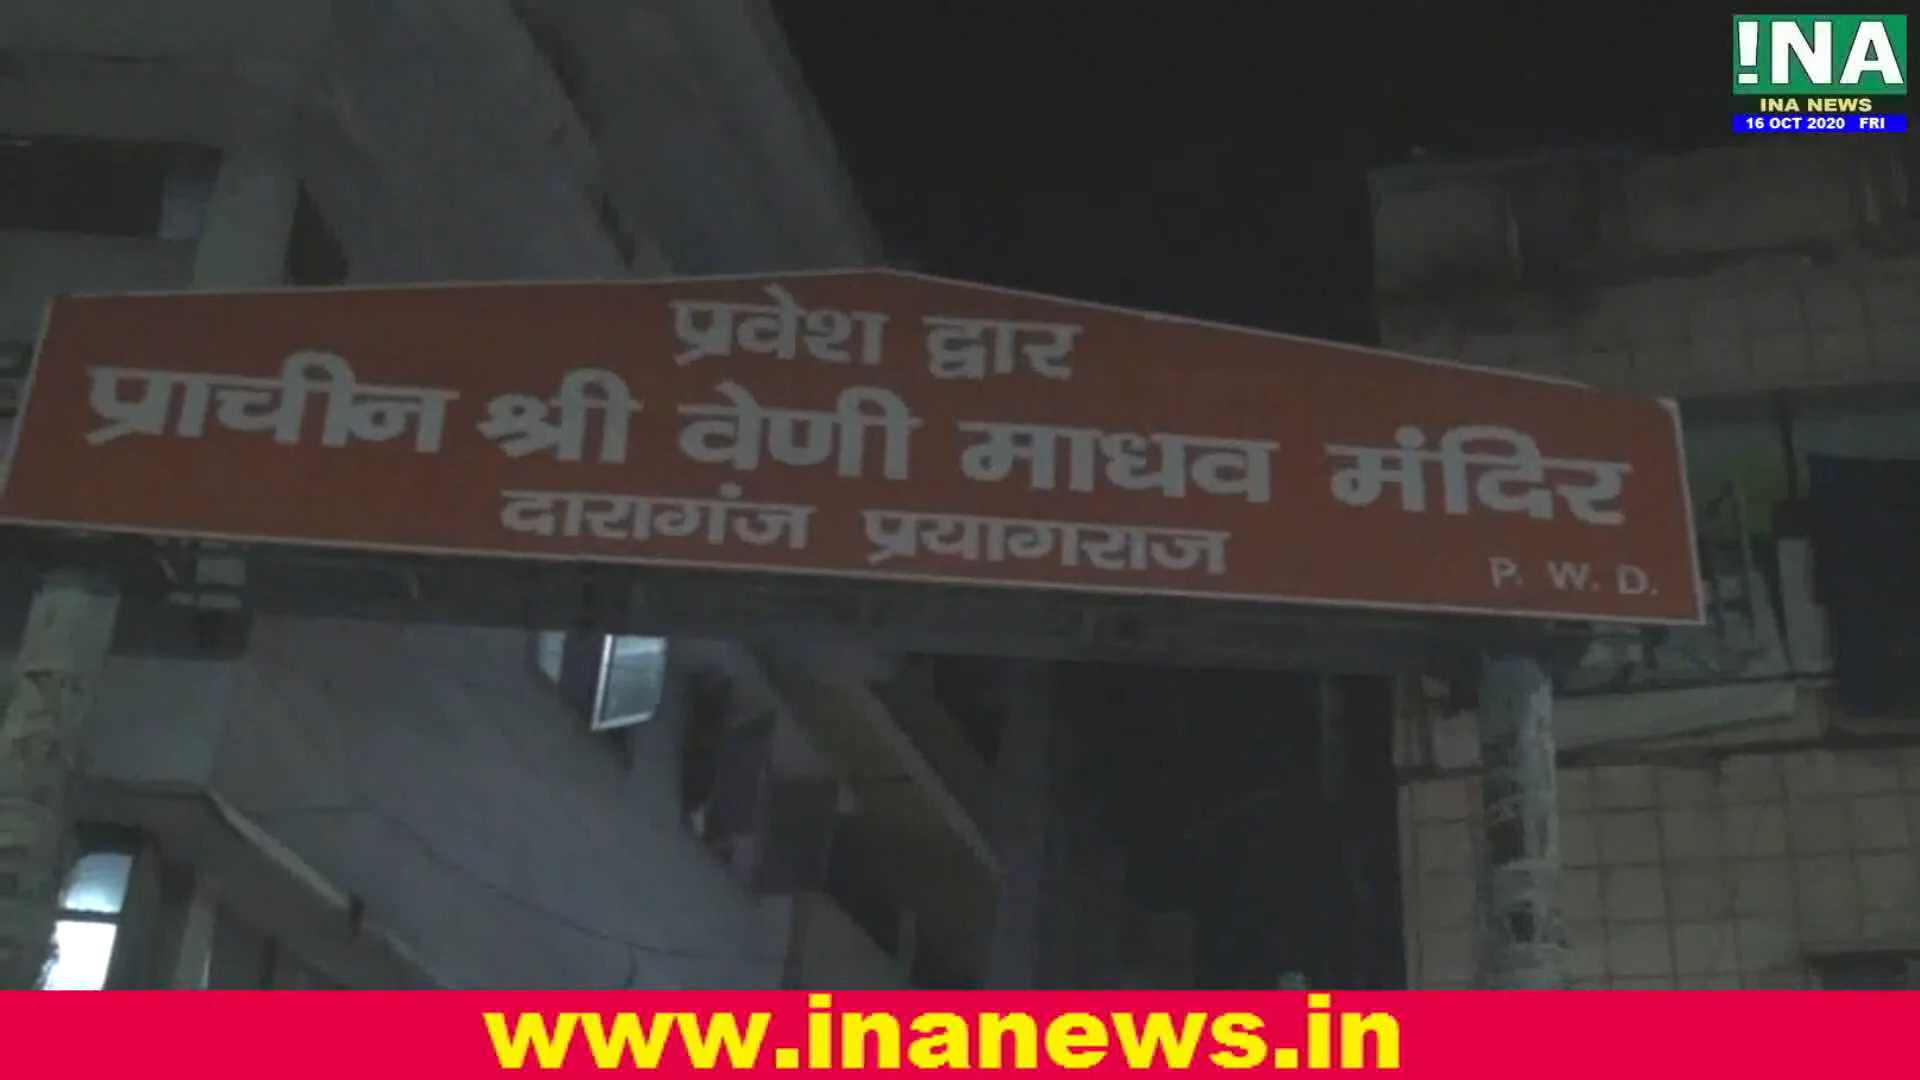 !NA
INA NEWS
16 OCT 2020 FRI
प्रवेश द्वार
प्राचीन श्री वेणी माधव मंदिर
दारागंज प्रयागराज
P. W. D.
www.inanews.in